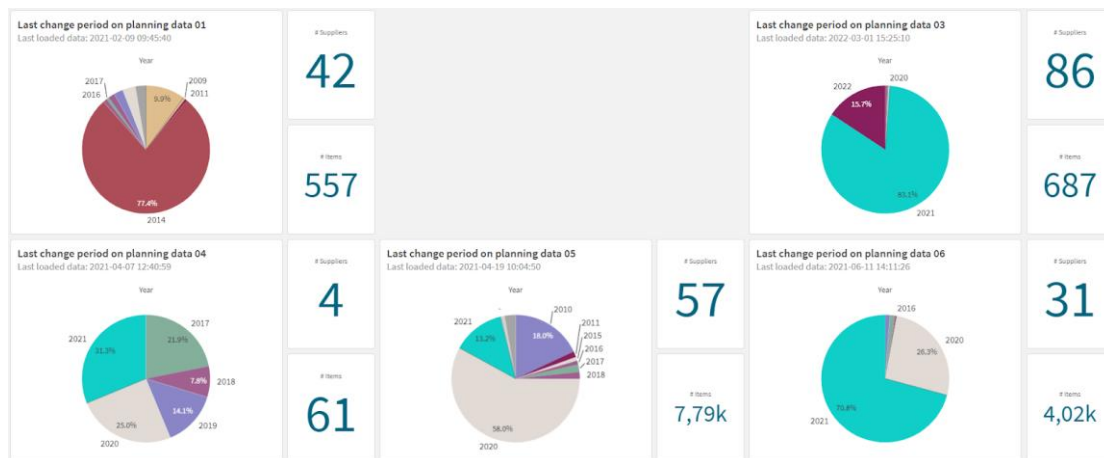 Last change period on planning data 01
Last loaded data: 2021-02-09 09:45:40
Year
2017
2016
2009
2011
9.9%
77.4%
2014
# Suppliers
42
# Items
557
Last change period on planning data 03
Last loaded data: 2022-03-01 15:25:10
Year
2020
2022
15.7%
2021
# Suppliers
86
# Items
687
Last change period on planning data 04
Last loaded data: 2021-04-07 12:40:59
Year
2021
2017
21.9%
7.8%
2018
14.1%
2019
25.0%
2020
# Suppliers
4
# Items
61
Last change period on planning data 05
Last loaded data: 2021-04-19 10:04:50
Year
-
2021
13.2%
2010
18.0%
2011
2015
2016
2017
2018
58.0%
2020
# Suppliers
57
# Items
7,79k
Last change period on planning data 06
Last loaded data: 2021-06-11 14:11:26
Year
2016
2020
26.3%
70.8%
2021
# Suppliers
31
# Items
4,02k